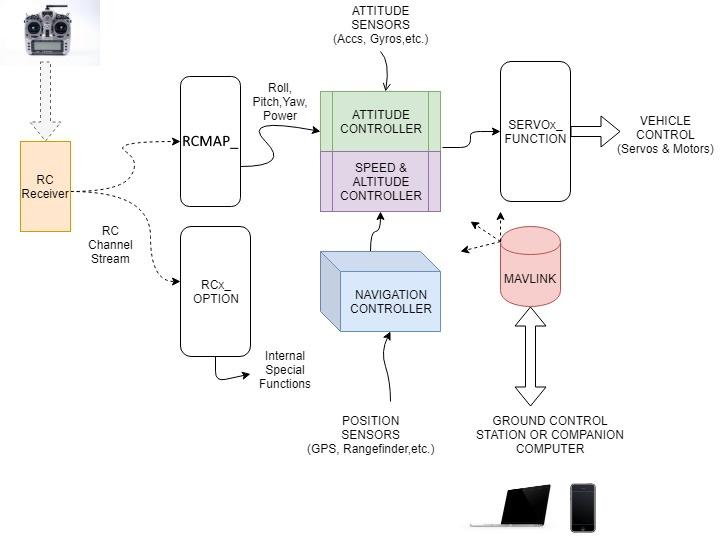 ATTITUDE
SENSORS
(Accs, Gyros,etc.)
Roll,
Pitch,Yaw,
Power
RCMAP_
ATTITUDE
CONTROLLER
SPEED &
ALTITUDE
CONTROLLER
SERVOx_
FUNCTION
VEHICLE
CONTROL
(Servos & Motors)
RC
Receiver
RC
Channel
Stream
RCx_
OPTION
NAVIGATION
CONTROLLER
MAVLINK
Internal
Special
Functions
POSITION
SENSORS
(GPS, Rangefinder,etc.)
GROUND CONTROL
STATION OR COMPANION
COMPUTER